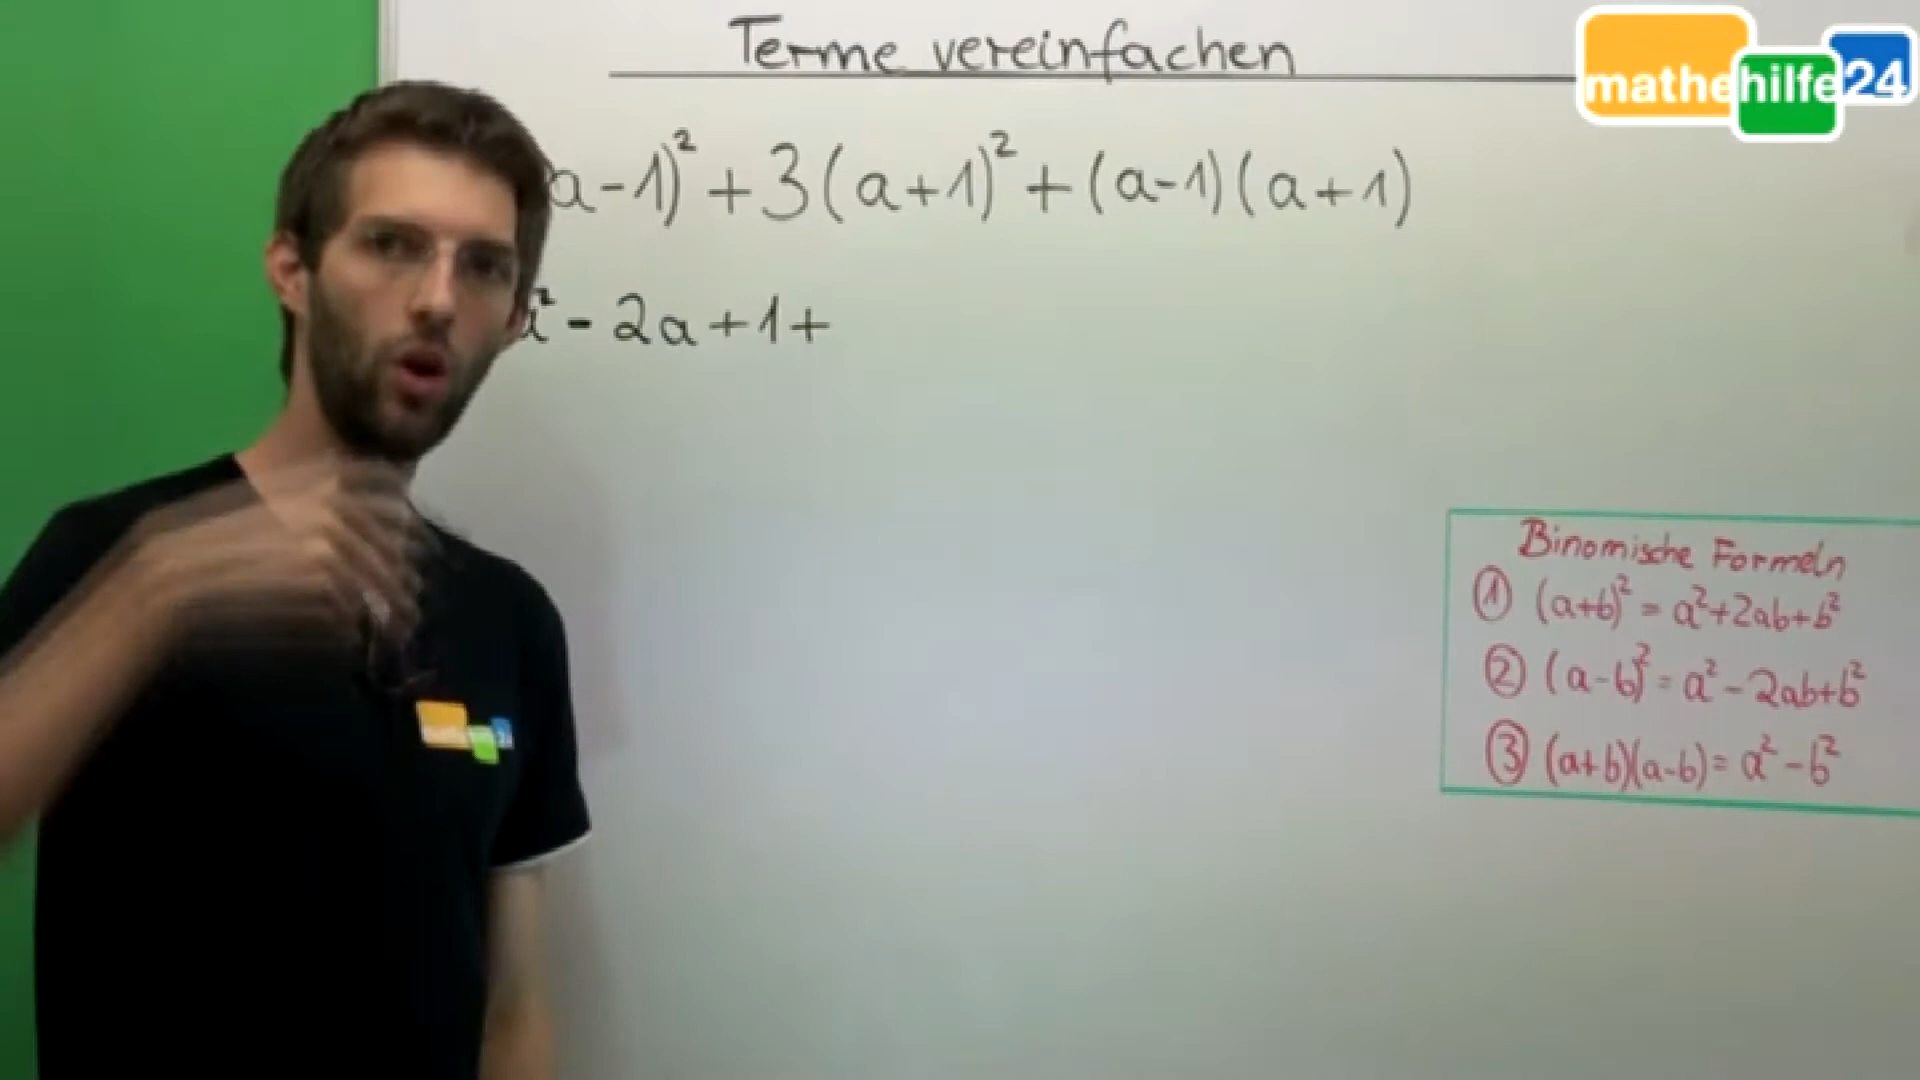 Terme vereinfachen
mathehilfe24
a-1)² + 3(a+1)² + (a-1)(a+1)
a² - 2a + 1 +
Binomische Formeln
① (a+b)² = a²+2ab+b²
② (a-b)² = a² - 2ab+b²
③ (a+b)(a-b) = a² - b²